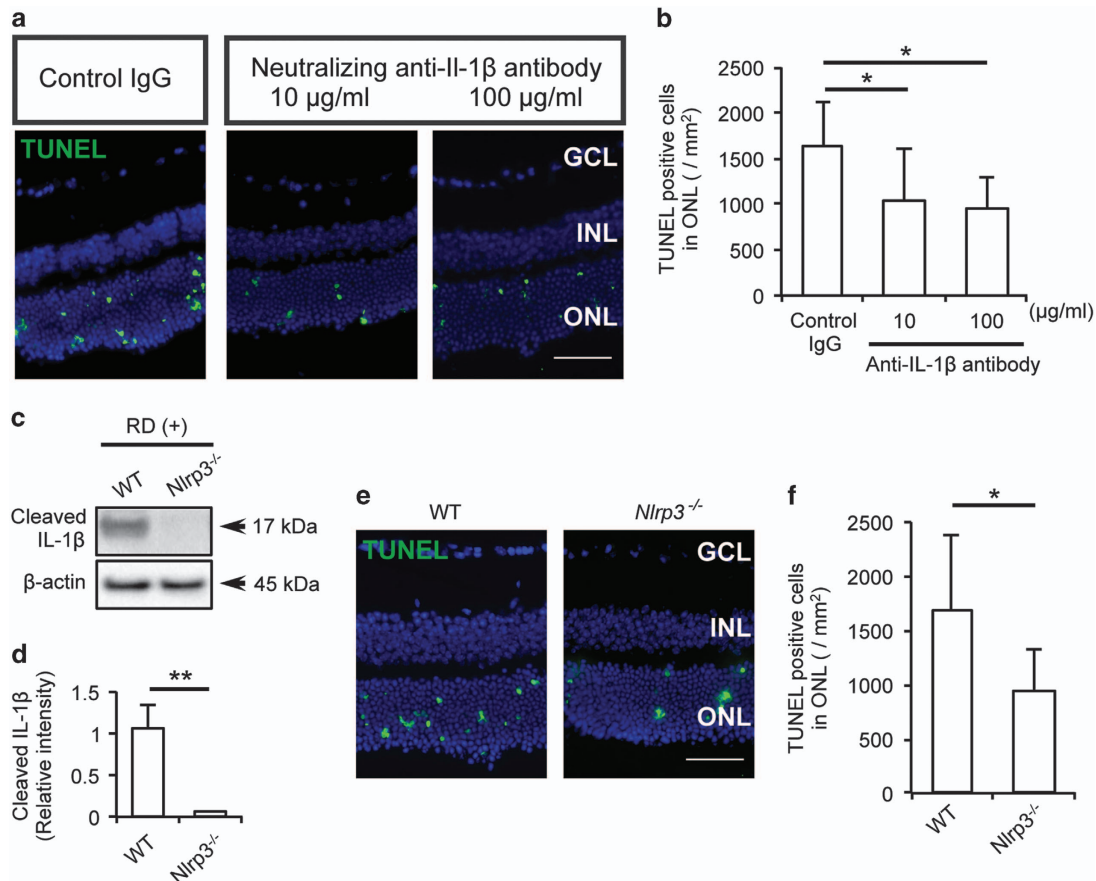 a
Control IgG
Neutralizing anti-Il-1β antibody
10 µg/ml 100 µg/ml
TUNEL
GCL
INL
ONL
b
*
*
2500
2000
1500
1000
500
0
TUNEL positive cells
in ONL ( / mm²)
Control
IgG
10
100
(µg/ml)
Anti-IL-1β antibody
c
RD (+)
WT
Nlrp3-/-
Cleaved
IL-1β
17 kDa
β-actin
45 kDa
d
**
1.5
1
0.5
0
Cleaved IL-1β
(Relative intensity)
WT
Nlrp3-/-
e
WT
Nlrp3 -/-
TUNEL
GCL
INL
ONL
f
*
2500
2000
1500
1000
500
0
TUNEL positive cells
in ONL ( / mm²)
WT
Nlrp3-/-